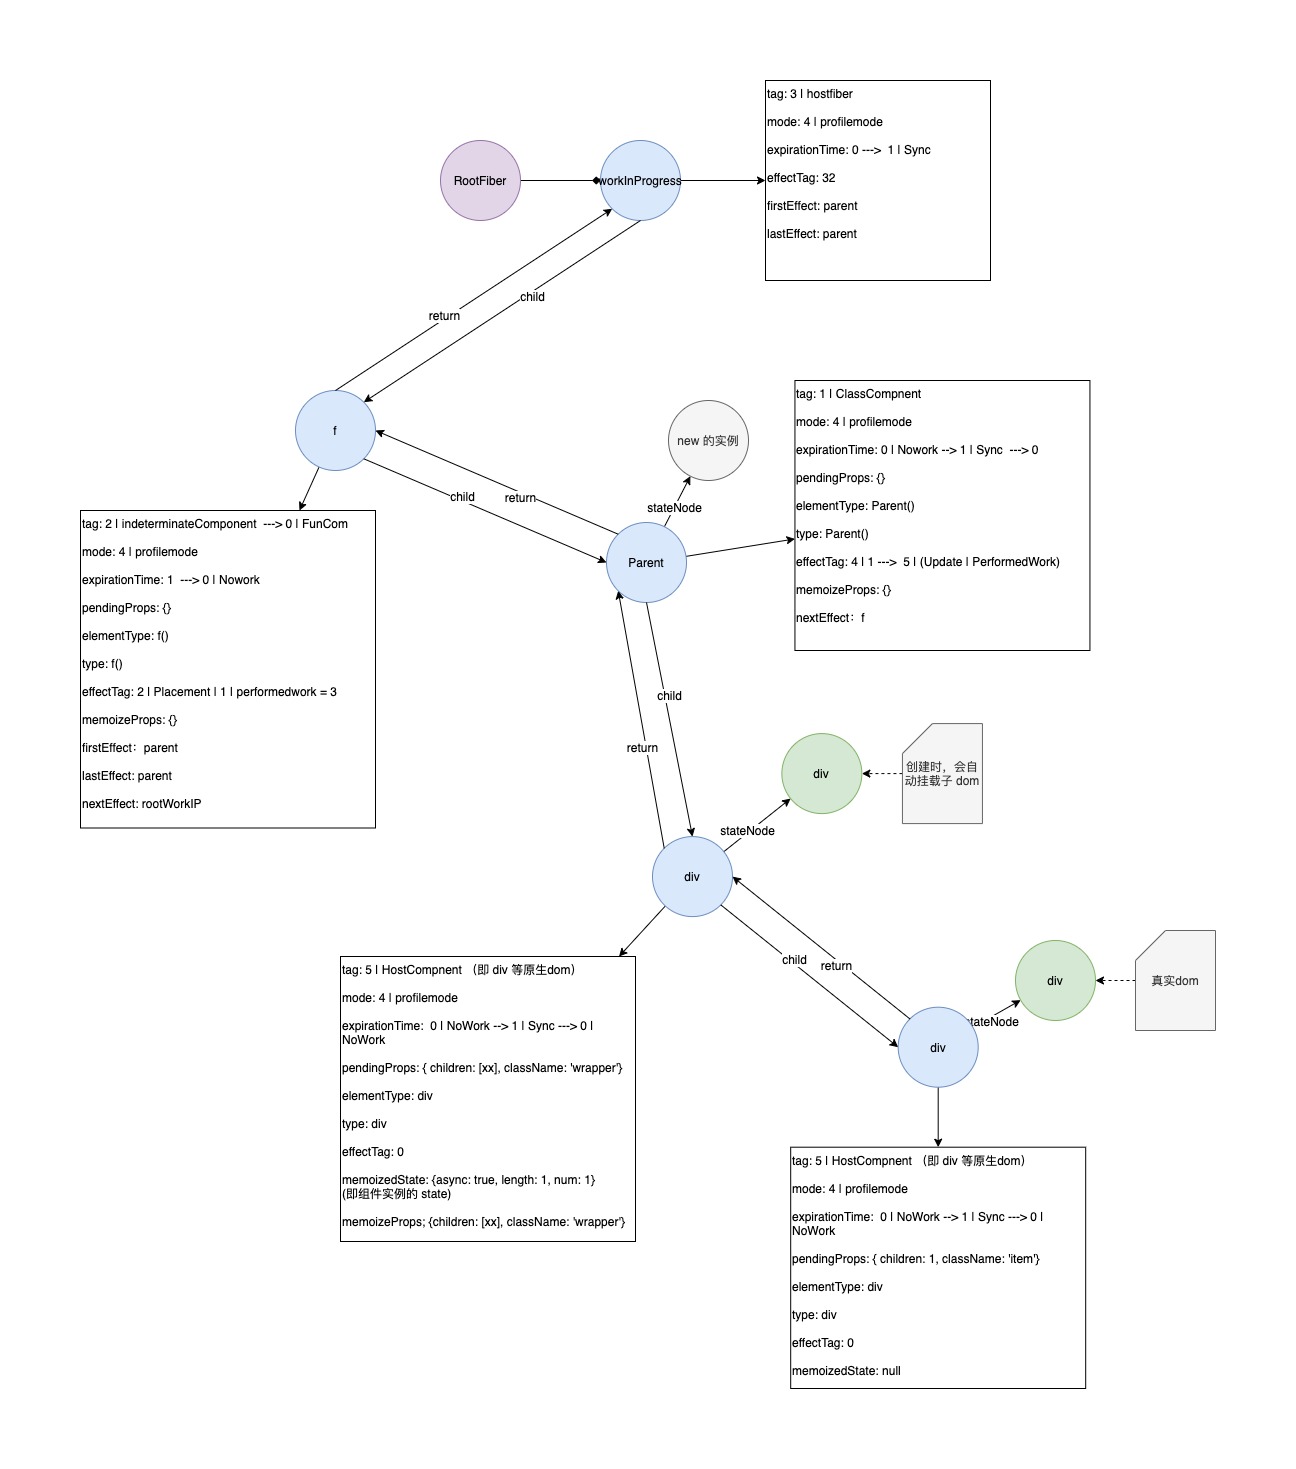 tag: 3 | hostfiber
mode: 4 | profilemode
expirationTime: 0 ---> 1 | Sync
effectTag: 32
firstEffect: parent
lastEffect: parent
RootFiber
workInProgress
child
return
f
tag: 1 | ClassCompnent
mode: 4 | profilemode
expirationTime: 0 | Nowork --> 1 | Sync ---> 0
pendingProps: {}
elementType: Parent()
type: Parent()
effectTag: 4 | 1 ---> 5 | (Update | PerformedWork)
memoizeProps: {}
nextEffect：f
new 的实例
child
return
stateNode
Parent
tag: 2 | indeterminateComponent ---> 0 | FunCom
mode: 4 | profilemode
expirationTime: 1 ---> 0 | Nowork
pendingProps: {}
elementType: f()
type: f()
effectTag: 2 | Placement | 1 | performedwork = 3
memoizeProps: {}
firstEffect：parent
lastEffect: parent
nextEffect: rootWorkIP
child
return
div
创建时，会自
动挂载子 dom
stateNode
div
child
return
tag: 5 | HostCompnent （即 div 等原生dom）
mode: 4 | profilemode
expirationTime: 0 | NoWork --> 1 | Sync ---> 0 |
NoWork
pendingProps: { children: [xx], className: 'wrapper'}
elementType: div
type: div
effectTag: 0
memoizedState: {async: true, length: 1, num: 1}
(即组件实例的 state)
memoizeProps; {children: [xx], className: 'wrapper'}
div
真实dom
tateNode
div
tag: 5 | HostCompnent （即 div 等原生dom）
mode: 4 | profilemode
expirationTime: 0 | NoWork --> 1 | Sync ---> 0 |
NoWork
pendingProps: { children: 1, className: 'item'}
elementType: div
type: div
effectTag: 0
memoizedState: null